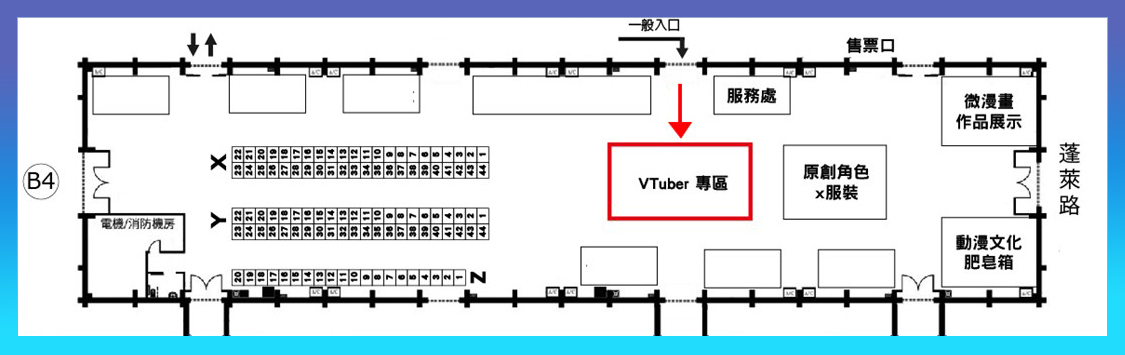 一般入口
售票口
A/C
A/C A/C
A/C A/C
A/C A/C
A/C
服務處
微漫畫
作品展示
X
22 21 20 19 18 17 16 15 14 13 12 11 10 9 8 7 6 5 4 3 2 1
23 24 25 26 27 28 29 30 31 32 33 34 35 36 37 38 39 40 41 42 43 44
VTuber 專區
原創角色
x服裝
B4
蓬萊路
Y
22 21 20 19 18 17 16 15 14 13 12 11 10 9 8 7 6 5 4 3 2 1
23 24 25 26 27 28 29 30 31 32 33 34 35 36 37 38 39 40 41 42 43 44
電機/消防機房
動漫文化
肥皂箱
20 19 18 17 16 15 14 13 12 11 10 9 8 7 6 5 4 3 2 1
Z
A/C A/C
A/C A/C
A/C A/C
A/C